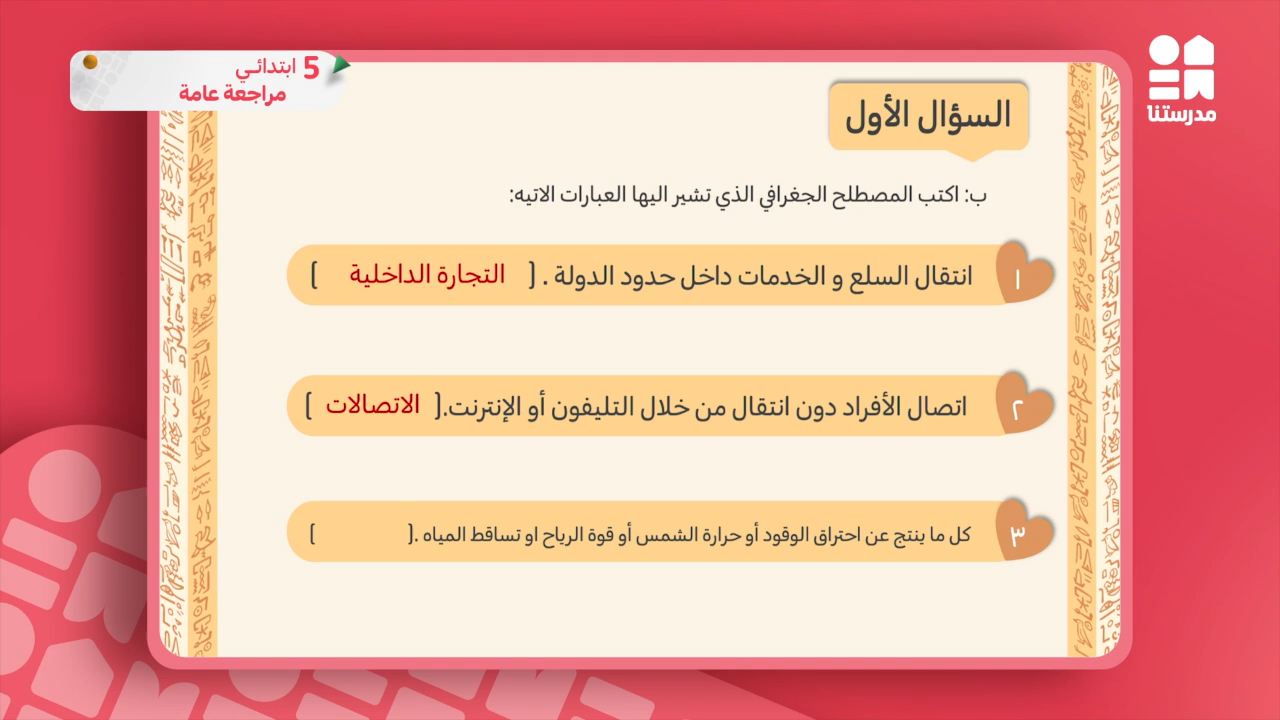 5 ابتدائي
مراجعة عامة
مدرستنا
السؤال الأول
ب: اكتب المصطلح الجغرافي الذي تشير اليها العبارات الاتيه:
١ انتقال السلع و الخدمات داخل حدود الدولة . ( التجارة الداخلية )
٢ اتصال الأفراد دون انتقال من خلال التليفون أو الإنترنت.( الاتصالات )
٣ كل ما ينتج عن احتراق الوقود أو حرارة الشمس أو قوة الرياح او تساقط المياه .( )